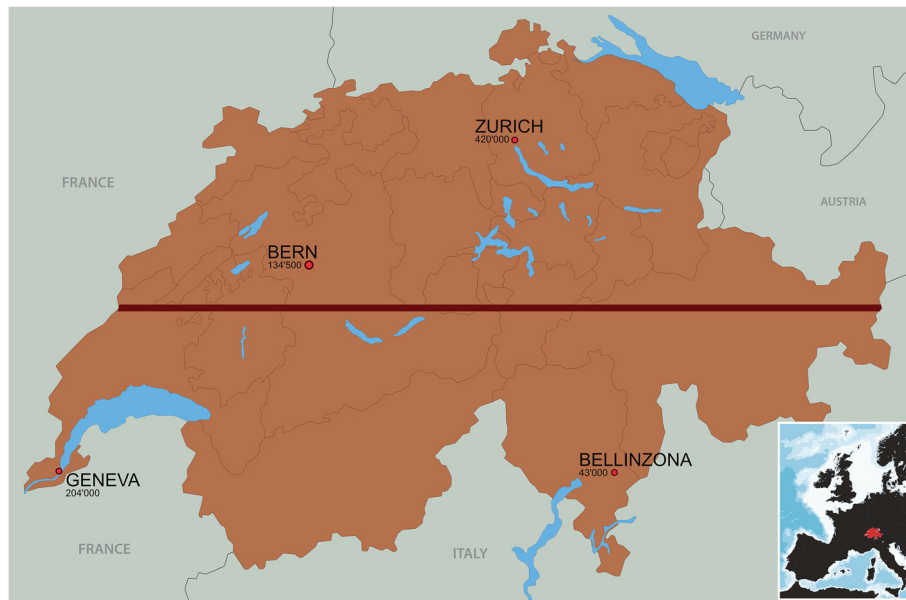 GERMANY
ZURICH
420'000
FRANCE
AUSTRIA
BERN
134'500
BELLINZONA
43'000
GENEVA
204'000
FRANCE
ITALY